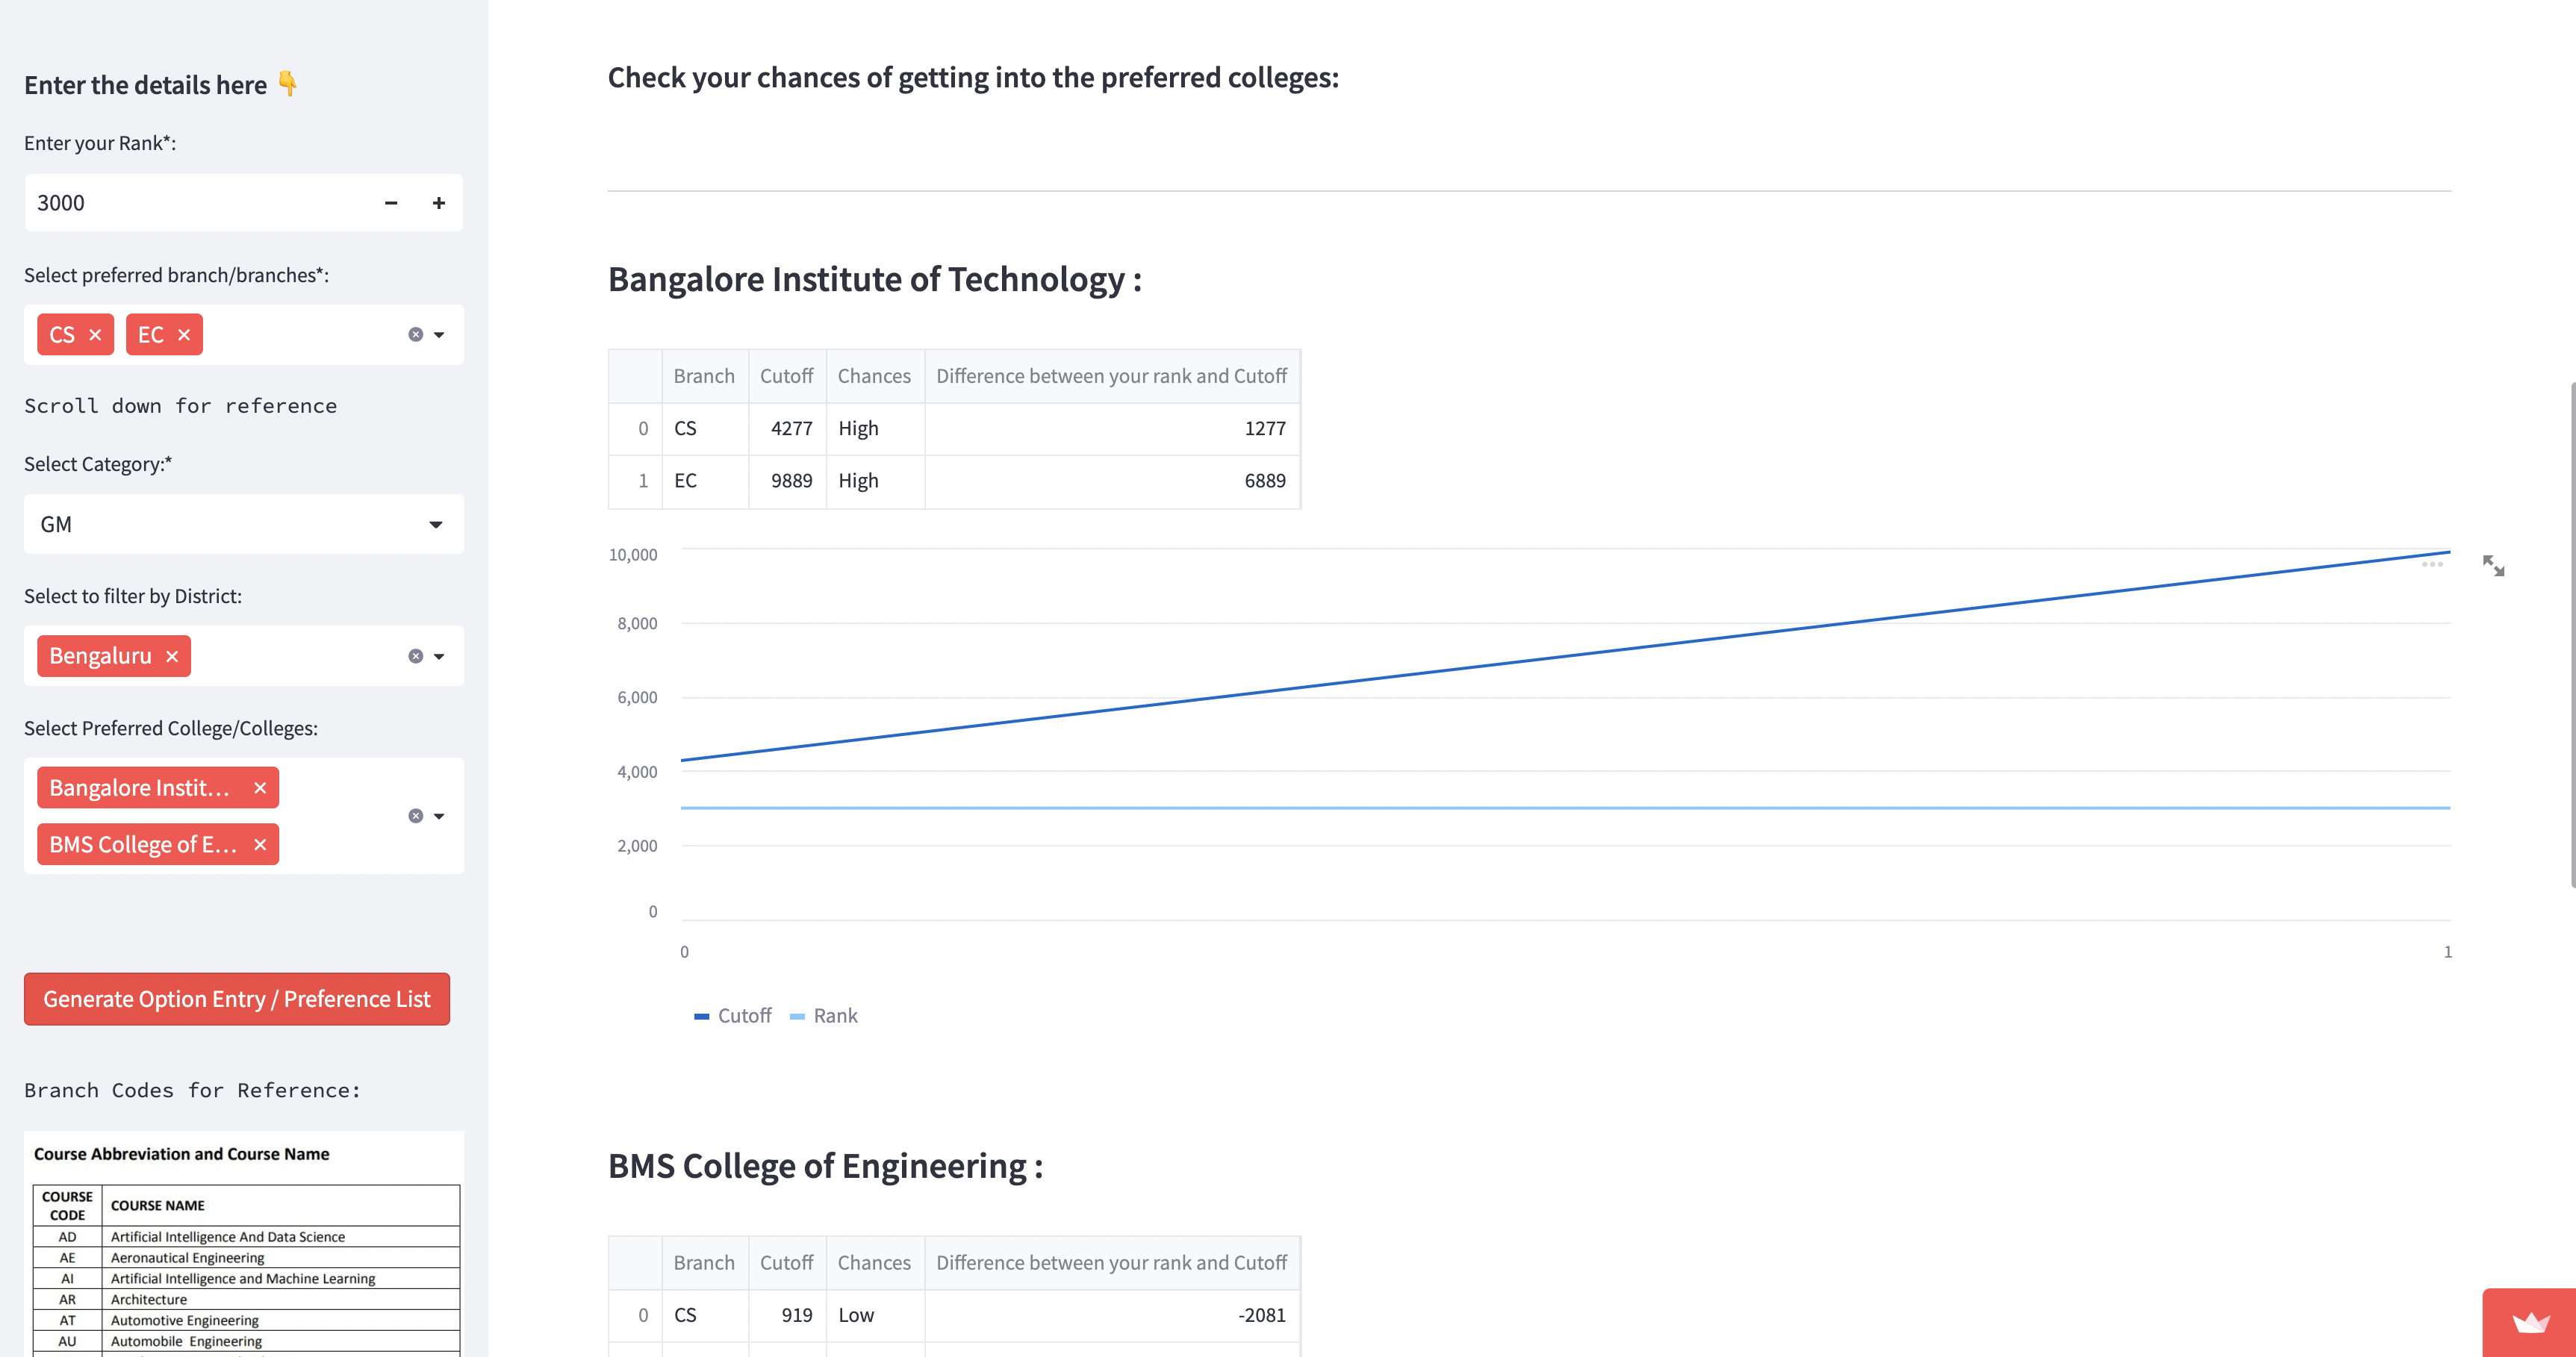 Enter the details here 👇
Enter your Rank*:
3000
− +
Select preferred branch/branches*:
CS × EC ×
Scroll down for reference
Select Category:*
GM
Select to filter by District:
Bengaluru ×
Select Preferred College/Colleges:
Bangalore Instit... ×
BMS College of E... ×
Generate Option Entry / Preference List
Branch Codes for Reference:
Course Abbreviation and Course Name
COURSE CODE COURSE NAME
AD Artificial Intelligence And Data Science
AE Aeronautical Engineering
AI Artificial Intelligence and Machine Learning
AR Architecture
AT Automotive Engineering
AU Automobile Engineering
Check your chances of getting into the preferred colleges:
Bangalore Institute of Technology :
Branch Cutoff Chances Difference between your rank and Cutoff
0 CS 4277 High 1277
1 EC 9889 High 6889
10,000
8,000
6,000
4,000
2,000
0
0 1
Cutoff Rank
BMS College of Engineering :
Branch Cutoff Chances Difference between your rank and Cutoff
0 CS 919 Low -2081